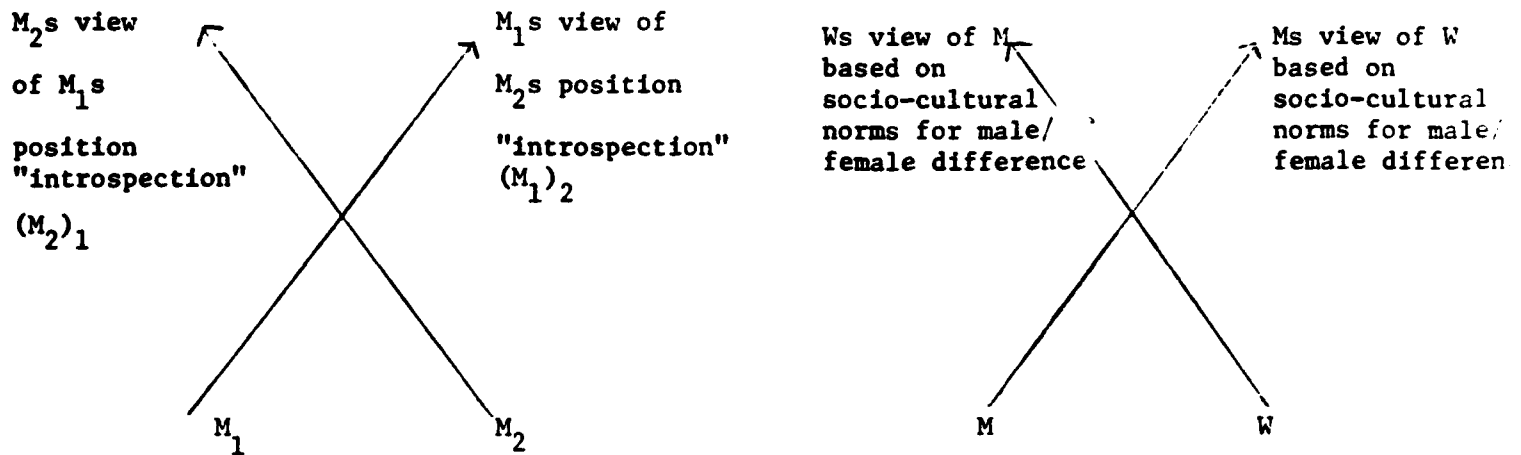 M₂s view
of M₁s
position
"introspection"
(M₂)₁
M₁s view of
M₂s position
"introspection"
(M₁)₂
M₁
M₂
Ws view of M
based on
socio-cultural
norms for male/
female difference
Ms view of W
based on
socio-cultural
norms for male/
female differen
M
W